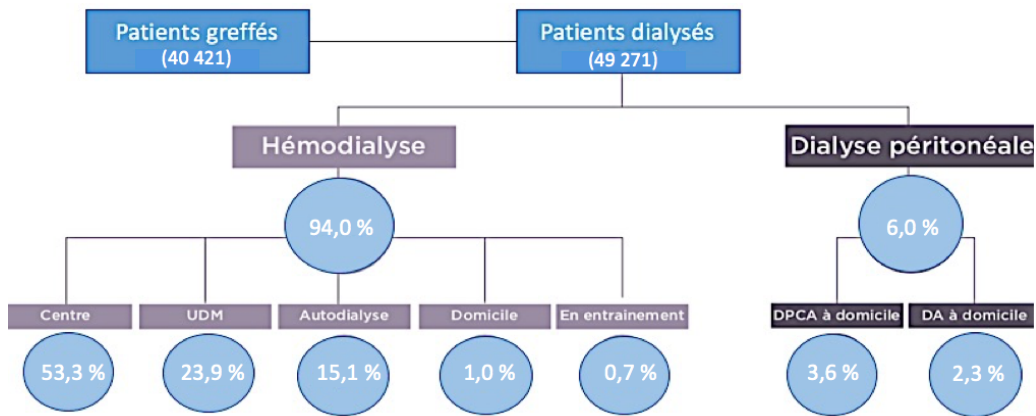 Patients greffés
(40 421)
Patients dialysés
(49 271)
Hémodialyse
Dialyse péritonéale
94,0 %
6,0 %
Centre
UDM
Autodialyse
Domicile
En entrainement
DPCA à domicile
DA à domicile
53,3 %
23,9 %
15,1 %
1,0 %
0,7 %
3,6 %
2,3 %